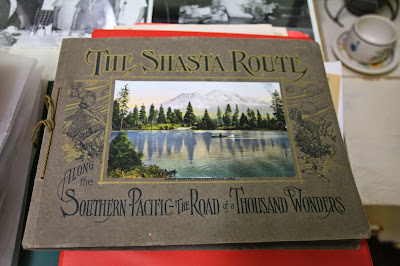 THE SHASTA ROUTE
ALONG
the
SOUTHERN PACIFIC THE ROAD of a THOUSAND WONDERS